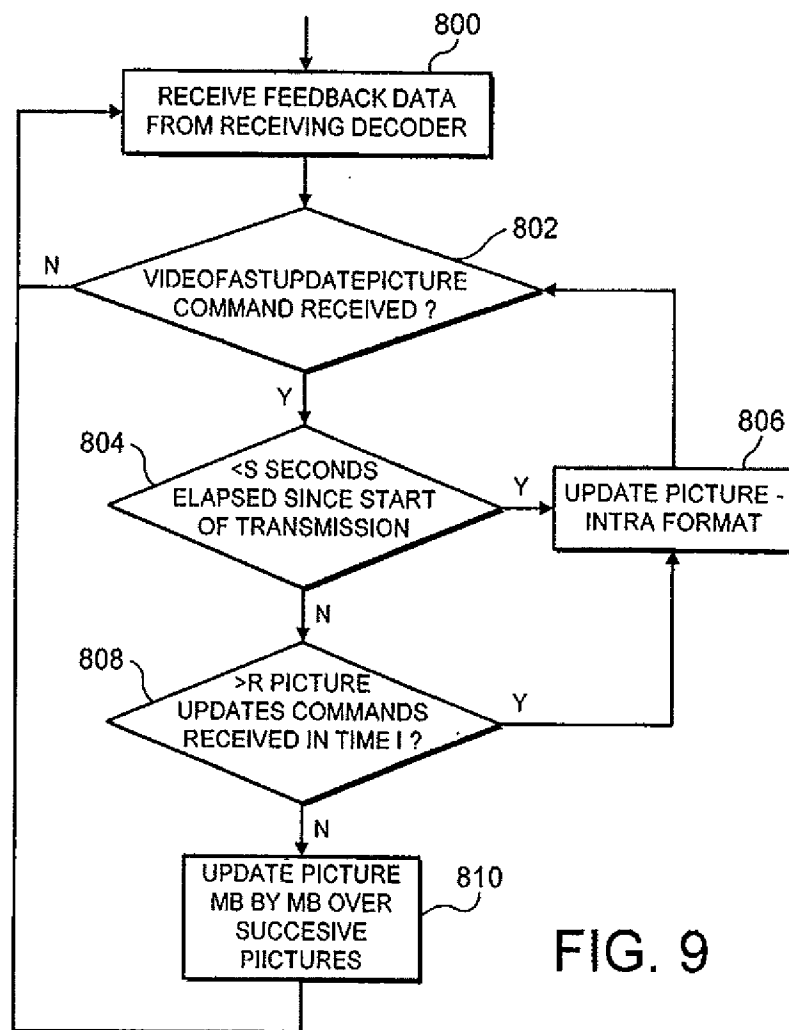 800
RECEIVE FEEDBACK DATA
FROM RECEIVING DECODER
802
N
VIDEOFASTUPDATEPICTURE
COMMAND RECEIVED ?
Y
804
<S SECONDS
ELAPSED SINCE START
OF TRANSMISSION
Y
806
UPDATE PICTURE -
INTRA FORMAT
N
808
>R PICTURE
UPDATES COMMANDS
RECEIVED IN TIME I ?
Y
N
UPDATE PICTURE
MB BY MB OVER
SUCCESIVE
PIICTURES
810
FIG. 9